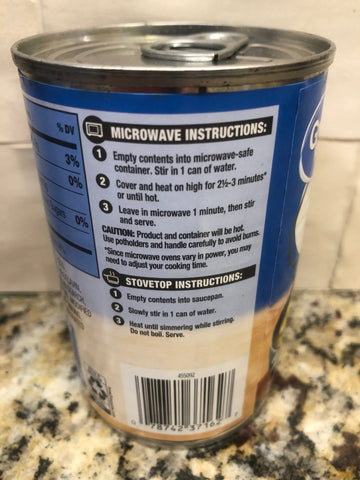 % DV
3%
0%
0%
MICROWAVE INSTRUCTIONS:
1 Empty contents into microwave-safe
container. Stir in 1 can of water.
2 Cover and heat on high for 2½–3 minutes*
or until hot.
3 Leave in microwave 1 minute, then stir
and serve.
CAUTION: Product and container will be hot.
Use potholders and handle carefully to avoid burns.
*Since microwave ovens vary in power, you may
need to adjust your cooking time.
STOVETOP INSTRUCTIONS:
1 Empty contents into saucepan.
2 Slowly stir in 1 can of water.
3 Heat until simmering while stirring.
Do not boil. Serve.
455092
0 78742 37162 7